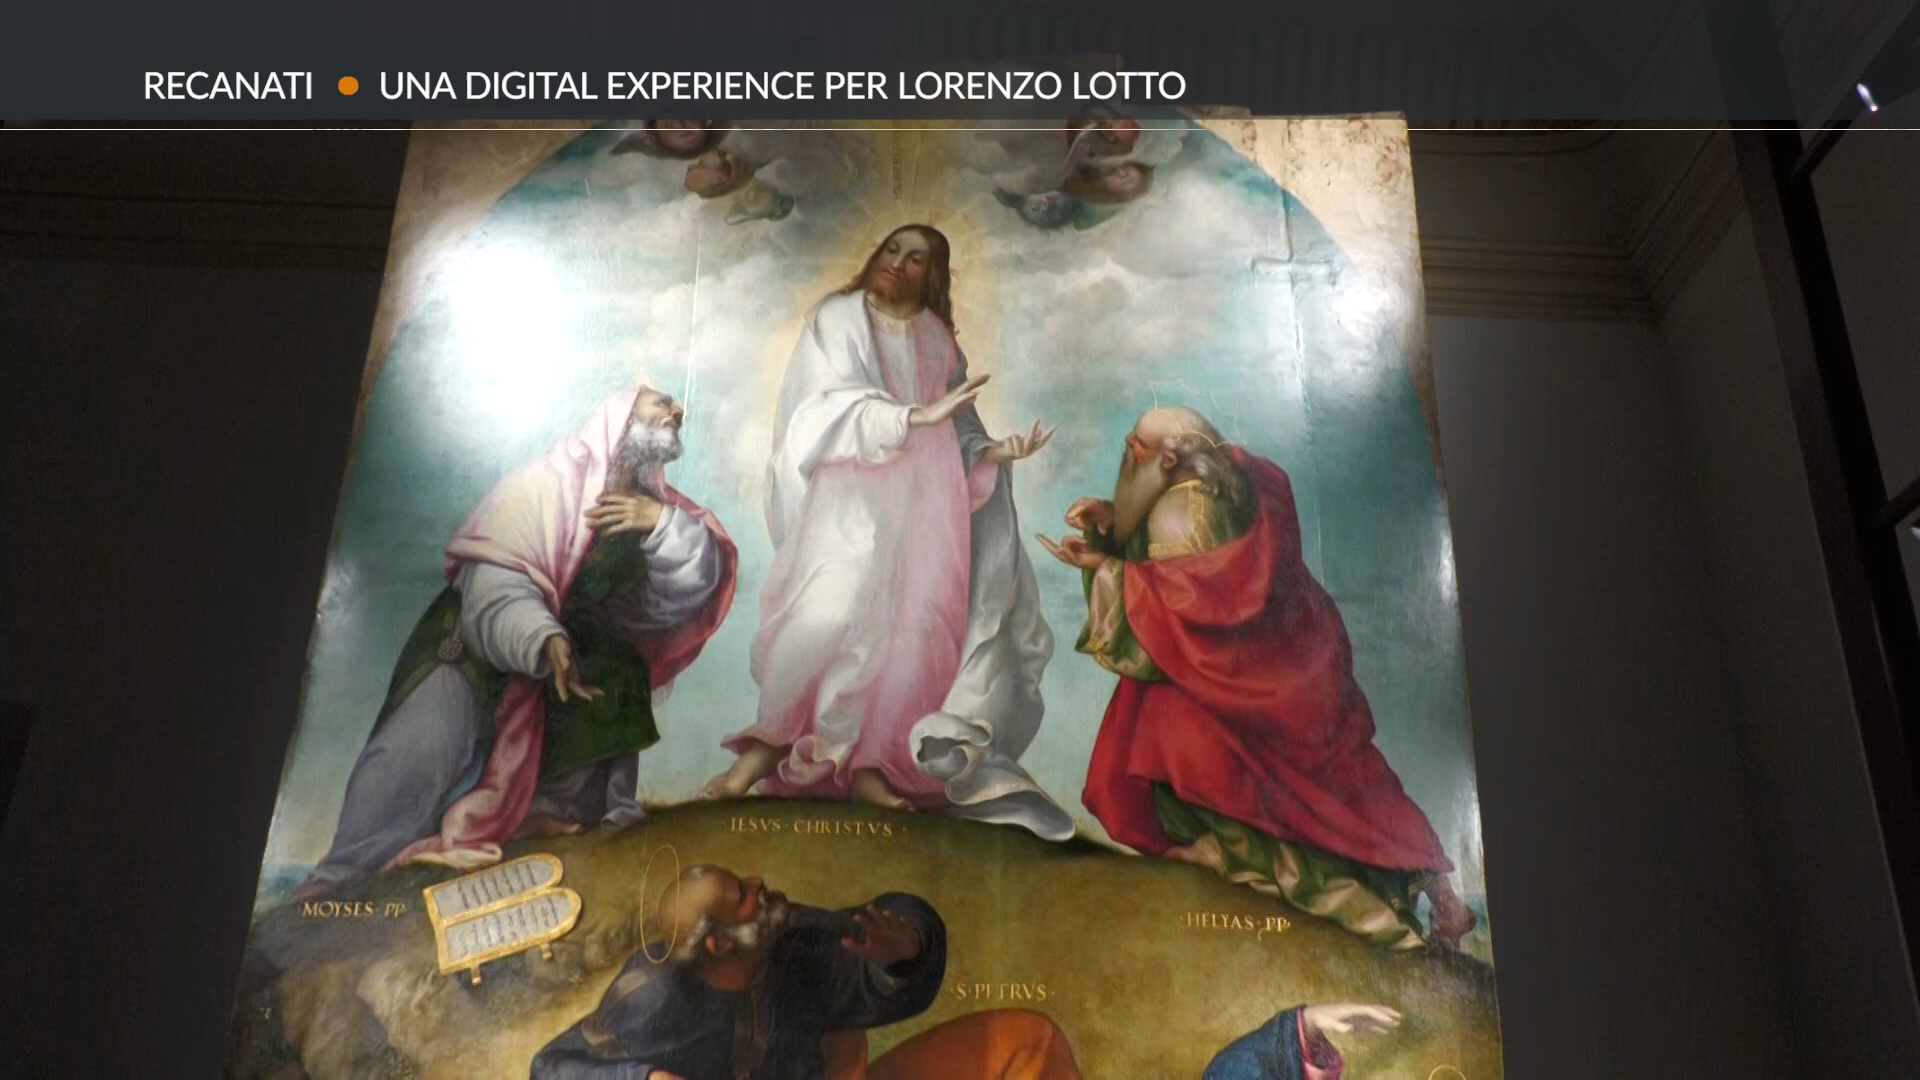 RECANATI • UNA DIGITAL EXPERIENCE PER LORENZO LOTTO
·IESVS·CHRISTVS·
·MOYSES·PP·
·HELYAS·PP·
·S·PETRVS·